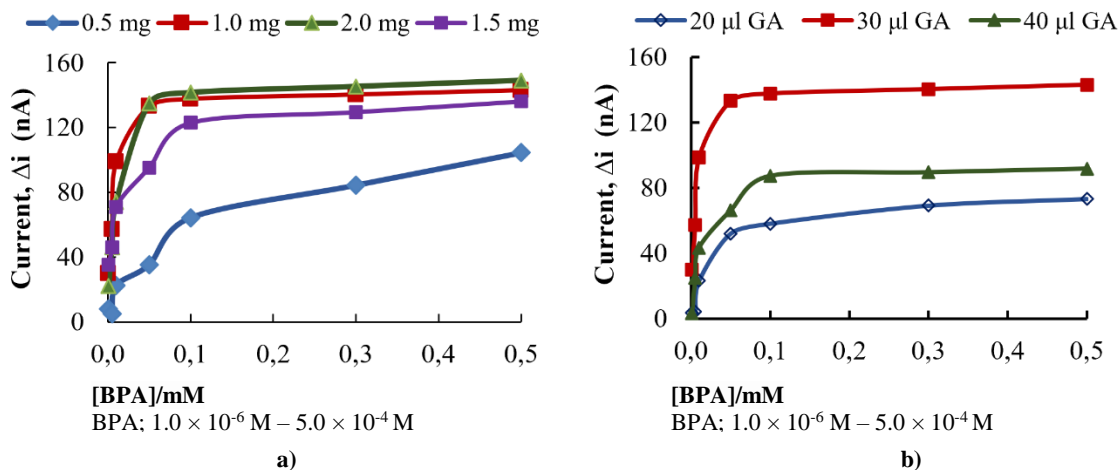 0.5 mg 1.0 mg 2.0 mg 1.5 mg
160
120
80
40
0
Current, Δi (nA)
0,0 0,1 0,2 0,3 0,4 0,5
[BPA]/mM
BPA; 1.0 × 10⁻⁶ M – 5.0 × 10⁻⁴ M
a)
20 µl GA 30 µl GA 40 µl GA
160
120
80
40
0
Current, Δi (nA)
0,0 0,1 0,2 0,3 0,4 0,5
[BPA]/mM
BPA; 1.0 × 10⁻⁶ M – 5.0 × 10⁻⁴ M
b)